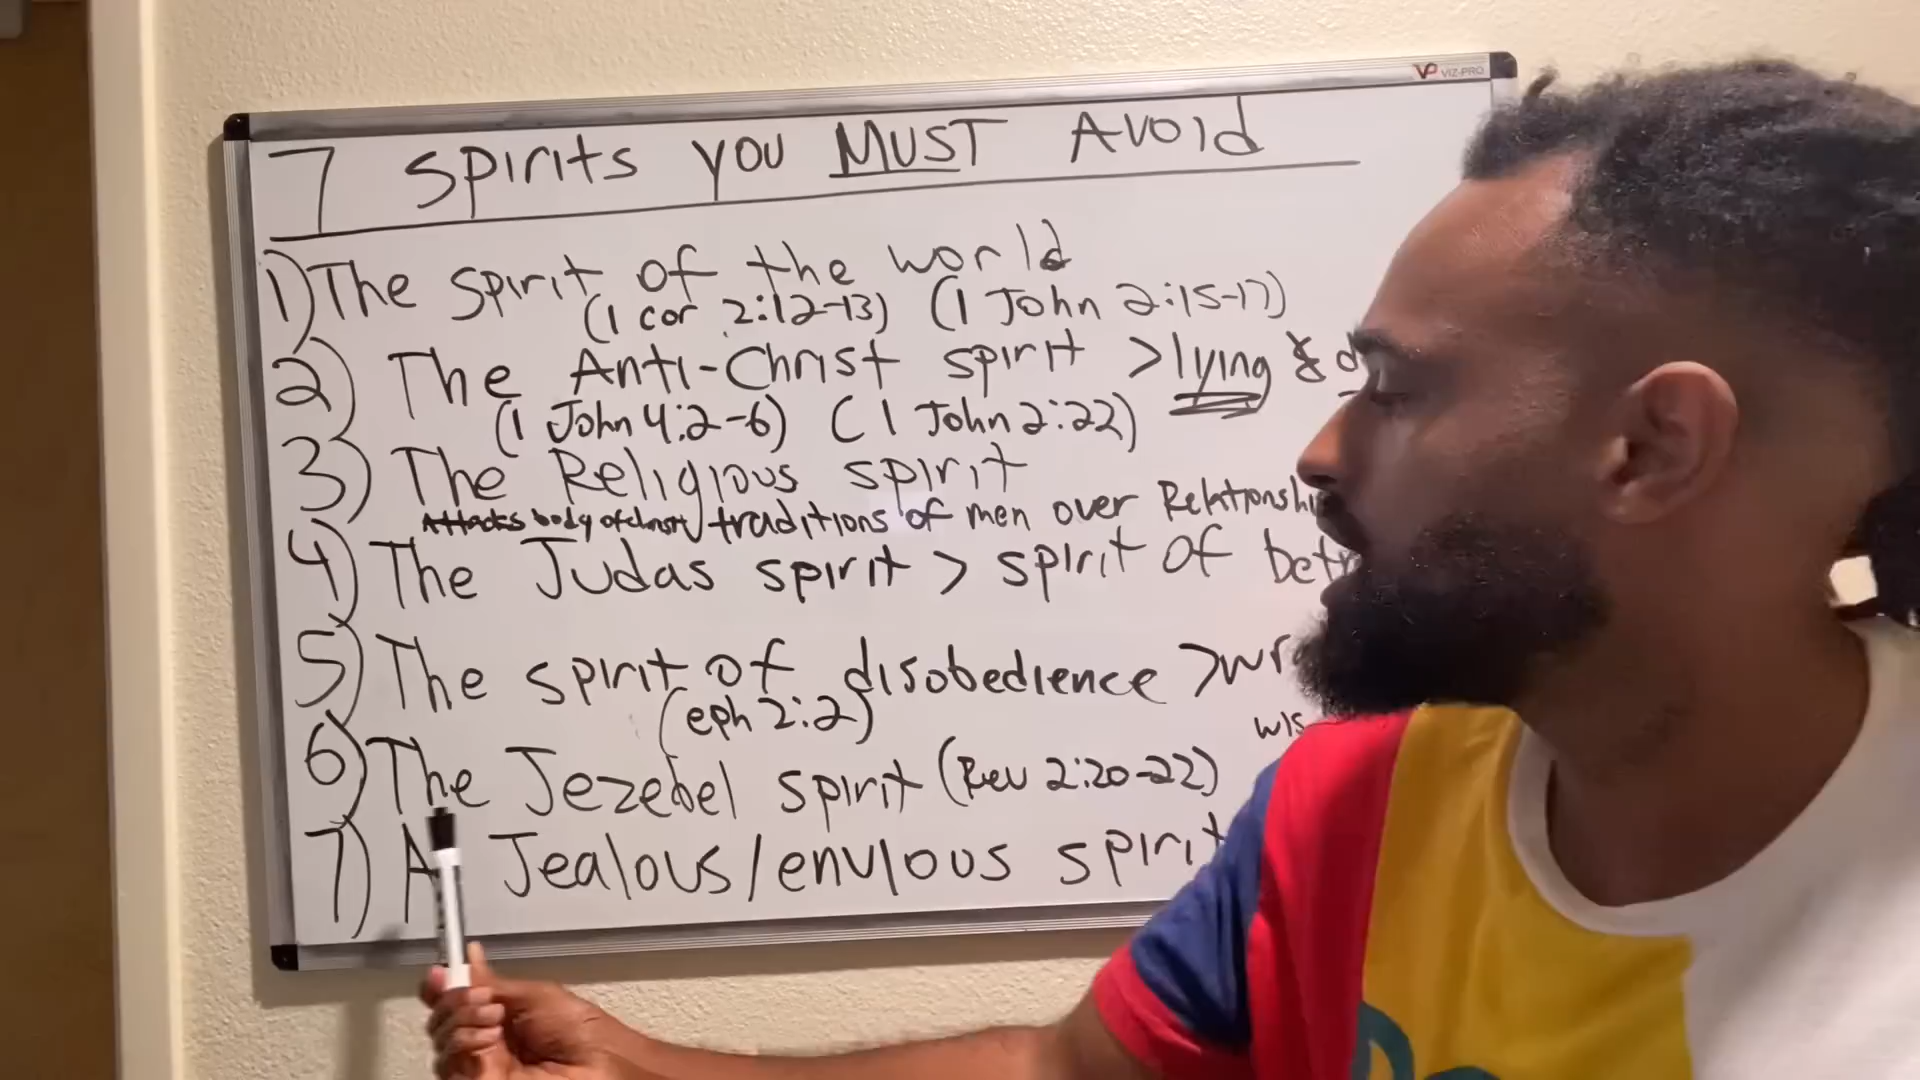 VP VIZ-PRO
7 Spirits you MUST Avoid
1) The Spirit of the world
(1 cor 2:12-13) (1 John 2:15-17)
2) The Anti-Christ spirit > lying &
(1 John 4:2-6) (1 John 2:22)
3) The Religious spirit
Attacks body of christ / traditions of men over
4) The Judas spirit > spirit of
5) The spirit of disobedience >
(eph 2:2)
6) The Jezebel spirit (Rev 2:20-22)
7) A Jealous/envious spirit